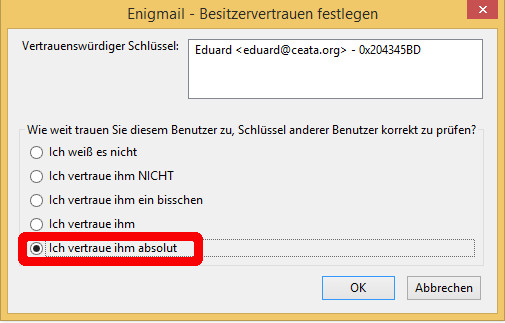 Enigmail - Besitzervertrauen festlegen
Vertrauenswürdiger Schlüssel:
Eduard <eduard@ceata.org> - 0x204345BD
Wie weit trauen Sie diesem Benutzer zu, Schlüssel anderer Benutzer korrekt zu prüfen?
Ich weiß es nicht
Ich vertraue ihm NICHT
Ich vertraue ihm ein bisschen
Ich vertraue ihm
Ich vertraue ihm absolut
OK
Abbrechen